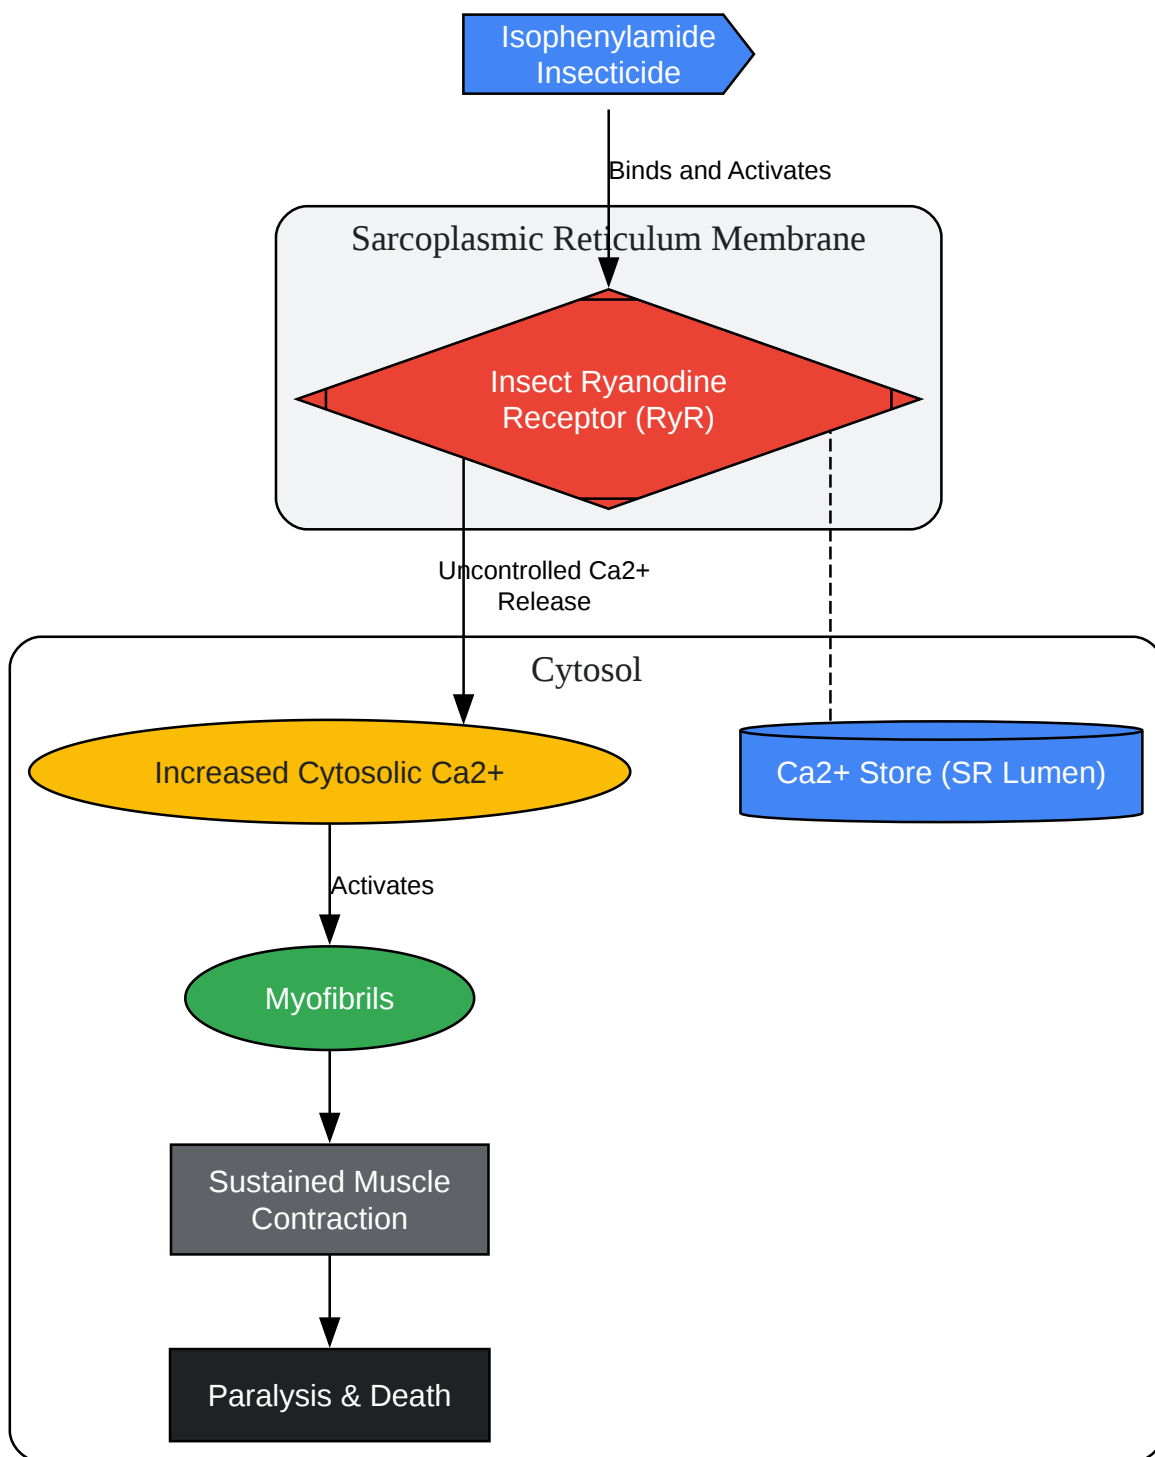 Isophenylamide
Insecticide
Binds and Activates
Sarcoplasmic Reticulum Membrane
Insect Ryanodine
Receptor (RyR)
Uncontrolled Ca2+
Release
Cytosol
Increased Cytosolic Ca2+
Ca2+ Store (SR Lumen)
Activates
Myofibrils
Sustained Muscle
Contraction
Paralysis & Death